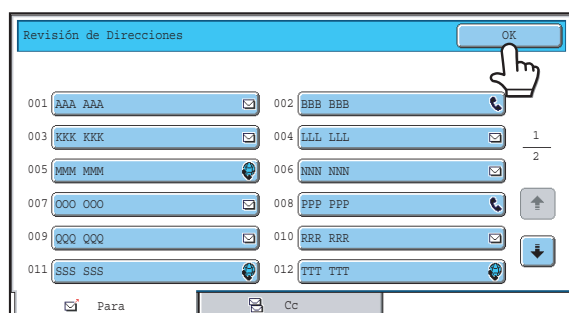 Revisión de Direcciones OK
001 AAA AAA 002 BBB BBB
003 KKK KKK 004 LLL LLL
1
2
005 MMM MMM 006 NNN NNN
007 OOO OOO 008 PPP PPP
009 QQQ QQQ 010 RRR RRR
011 SSS SSS 012 TTT TTT
Para Cc